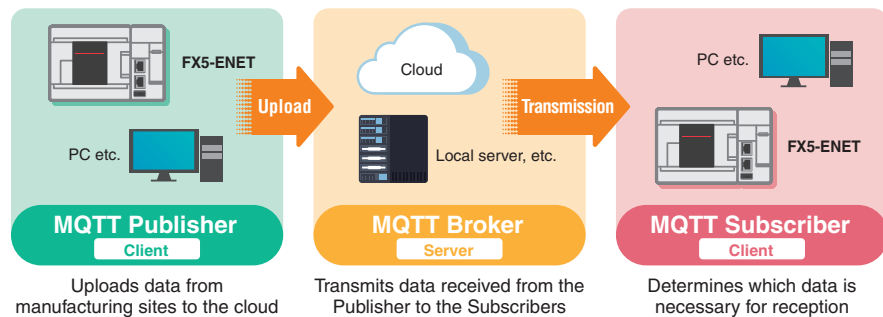 FX5-ENET
PC etc.
MQTT Publisher
Client
Uploads data from
manufacturing sites to the cloud
Upload
Cloud
Local server, etc.
MQTT Broker
Server
Transmits data received from the
Publisher to the Subscribers
Transmission
PC etc.
FX5-ENET
MQTT Subscriber
Client
Determines which data is
necessary for reception